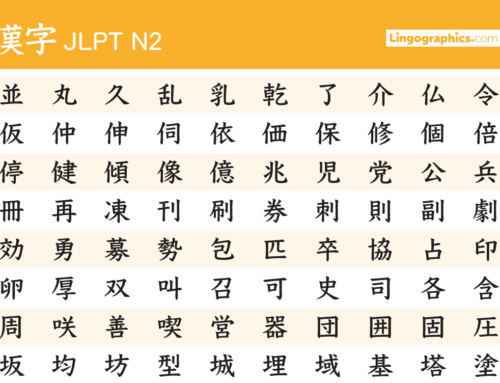 漢字 JLPT N2
Lingographics.com
並 丸 久 乱 乳 乾 了 介 仏 令
仮 仲 伸 伺 依 価 保 修 個 倍
停 健 傾 像 億 兆 児 党 公 兵
冊 再 凍 刊 刷 券 刺 則 副 劇
効 勇 募 勢 包 匹 卒 協 占 印
卵 厚 双 叫 召 可 史 司 各 含
周 咲 善 喫 営 器 団 囲 固 圧
坂 均 坊 型 城 埋 域 基 塔 塗